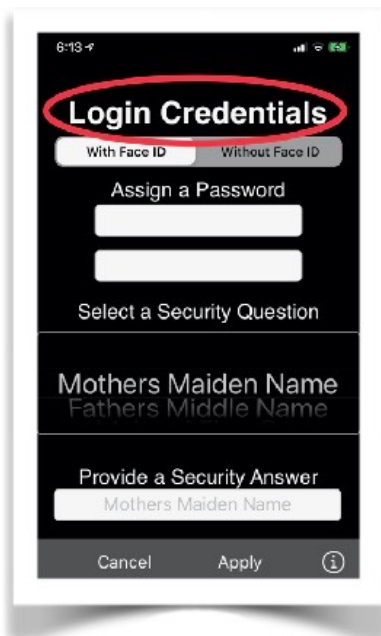 6:13
Login Credentials
With Face ID Without Face ID
Assign a Password
Select a Security Question
Mothers Maiden Name
Fathers Middle Name
Provide a Security Answer
Mothers Maiden Name
Cancel Apply